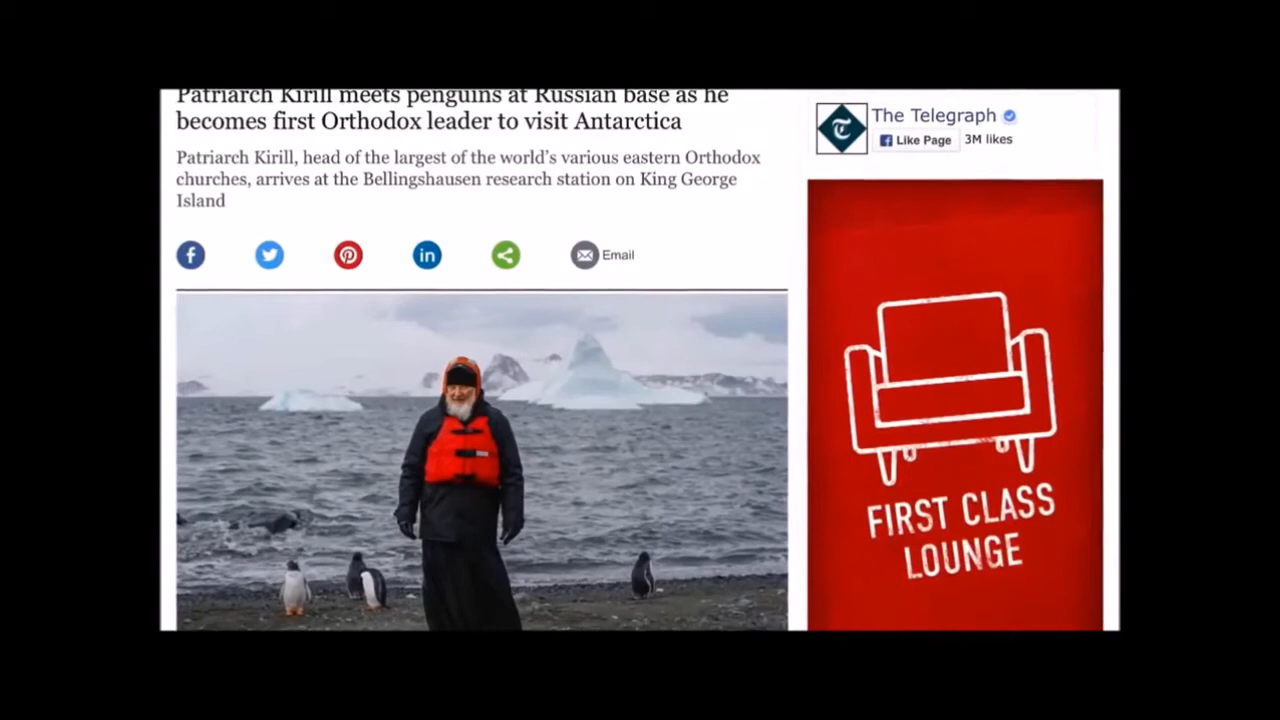 Patriarch Kirill meets penguins at Russian base as he
becomes first Orthodox leader to visit Antarctica
Patriarch Kirill, head of the largest of the world's various eastern Orthodox
churches, arrives at the Bellingshausen research station on King George
Island
Email
The Telegraph
Like Page
3M likes
FIRST CLASS
LOUNGE